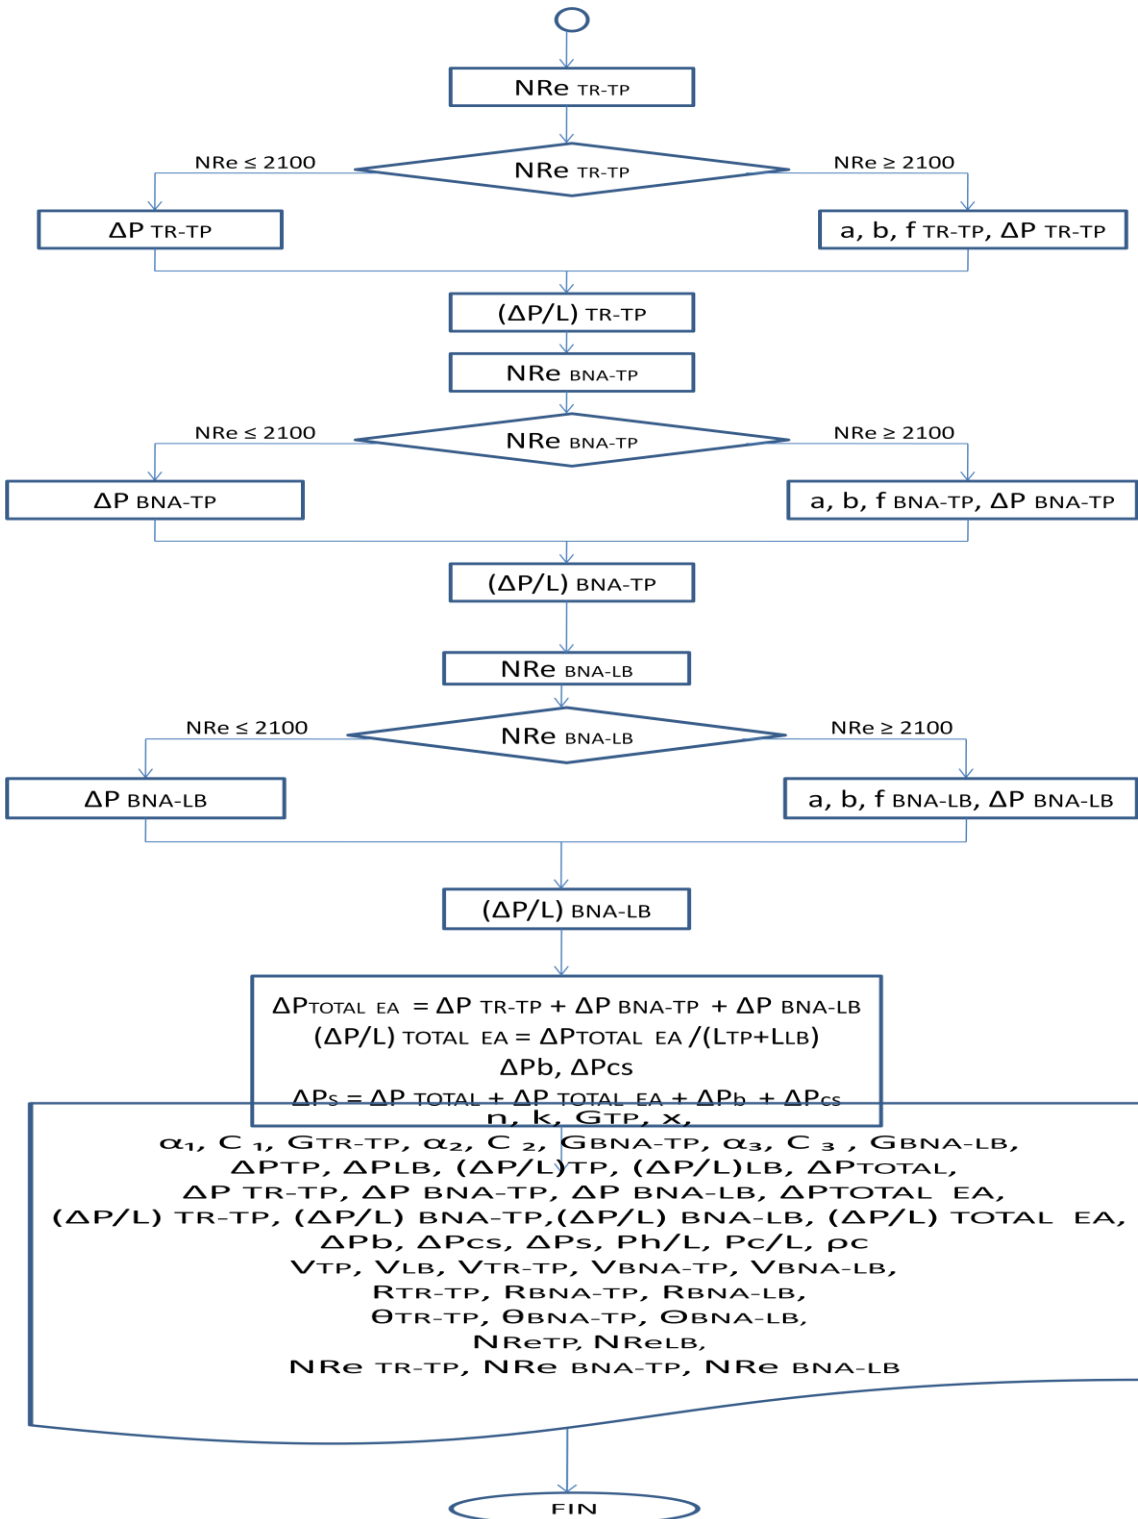 NRe TR-TP
NRe ≤ 2100
NRe TR-TP
NRe ≥ 2100
ΔP TR-TP
a, b, f TR-TP, ΔP TR-TP
(ΔP/L) TR-TP
NRe BNA-TP
NRe ≤ 2100
NRe BNA-TP
NRe ≥ 2100
ΔP BNA-TP
a, b, f BNA-TP, ΔP BNA-TP
(ΔP/L) BNA-TP
NRe BNA-LB
NRe ≤ 2100
NRe BNA-LB
NRe ≥ 2100
ΔP BNA-LB
a, b, f BNA-LB, ΔP BNA-LB
(ΔP/L) BNA-LB
ΔPTOTAL EA = ΔP TR-TP + ΔP BNA-TP + ΔP BNA-LB
(ΔP/L) TOTAL EA = ΔPTOTAL EA /(LTP+LLB)
ΔPb, ΔPcs
ΔPs = ΔP TOTAL + ΔP TOTAL EA + ΔPb + ΔPcs
n, k, GTP, x,
α₁, C ₁, GTR-TP, α₂, C ₂, GBNA-TP, α₃, C ₃ , GBNA-LB,
ΔPTP, ΔPLB, (ΔP/L)TP, (ΔP/L)LB, ΔPTOTAL,
ΔP TR-TP, ΔP BNA-TP, ΔP BNA-LB, ΔPTOTAL EA,
(ΔP/L) TR-TP, (ΔP/L) BNA-TP,(ΔP/L) BNA-LB, (ΔP/L) TOTAL EA,
ΔPb, ΔPcs, ΔPs, Ph/L, Pc/L, ρc
VTP, VLB, VTR-TP, VBNA-TP, VBNA-LB,
RTR-TP, RBNA-TP, RBNA-LB,
θTR-TP, θBNA-TP, ΘBNA-LB,
NReTP, NReLB,
NRe TR-TP, NRe BNA-TP, NRe BNA-LB
FIN